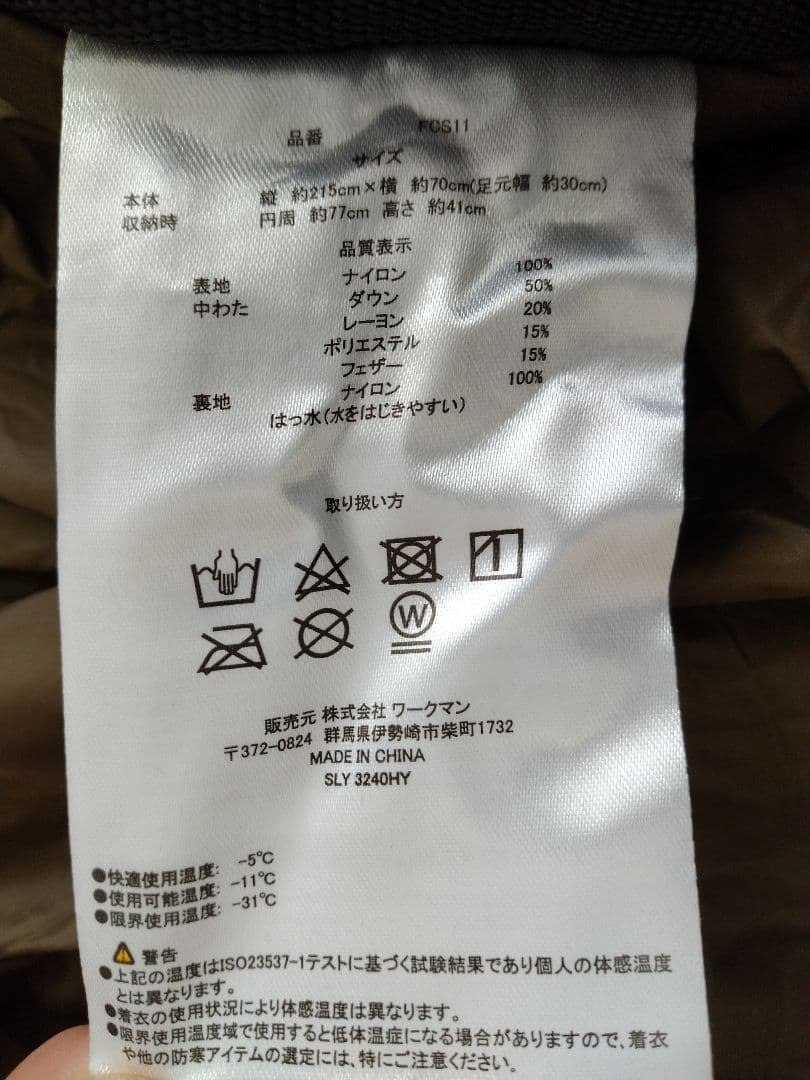 品番 FCS11
サイズ
本体 縦 約215cm×横 約70cm(足元幅 約30cm)
収納時 円周 約77cm 高さ 約41cm
品質表示
表地 ナイロン 100%
中わた ダウン 50%
レーヨン 20%
ポリエステル 15%
フェザー 15%
裏地 ナイロン 100%
はっ水(水をはじきやすい)
取り扱い方
W
販売元 株式会社 ワークマン
〒372-0824 群馬県伊勢崎市柴町1732
MADE IN CHINA
SLY 3240HY
●快適使用温度: -5℃
●使用可能温度: -11℃
●限界使用温度: -31℃
⚠ 警告
●上記の温度はISO23537-1テストに基づく試験結果であり個人の体感温度
とは異なります。
●着衣の使用状況により体感温度は異なります。
●限界使用温度域で使用すると低体温症になる場合がありますので、着衣
や他の防寒アイテムの選定には、特にご注意ください。